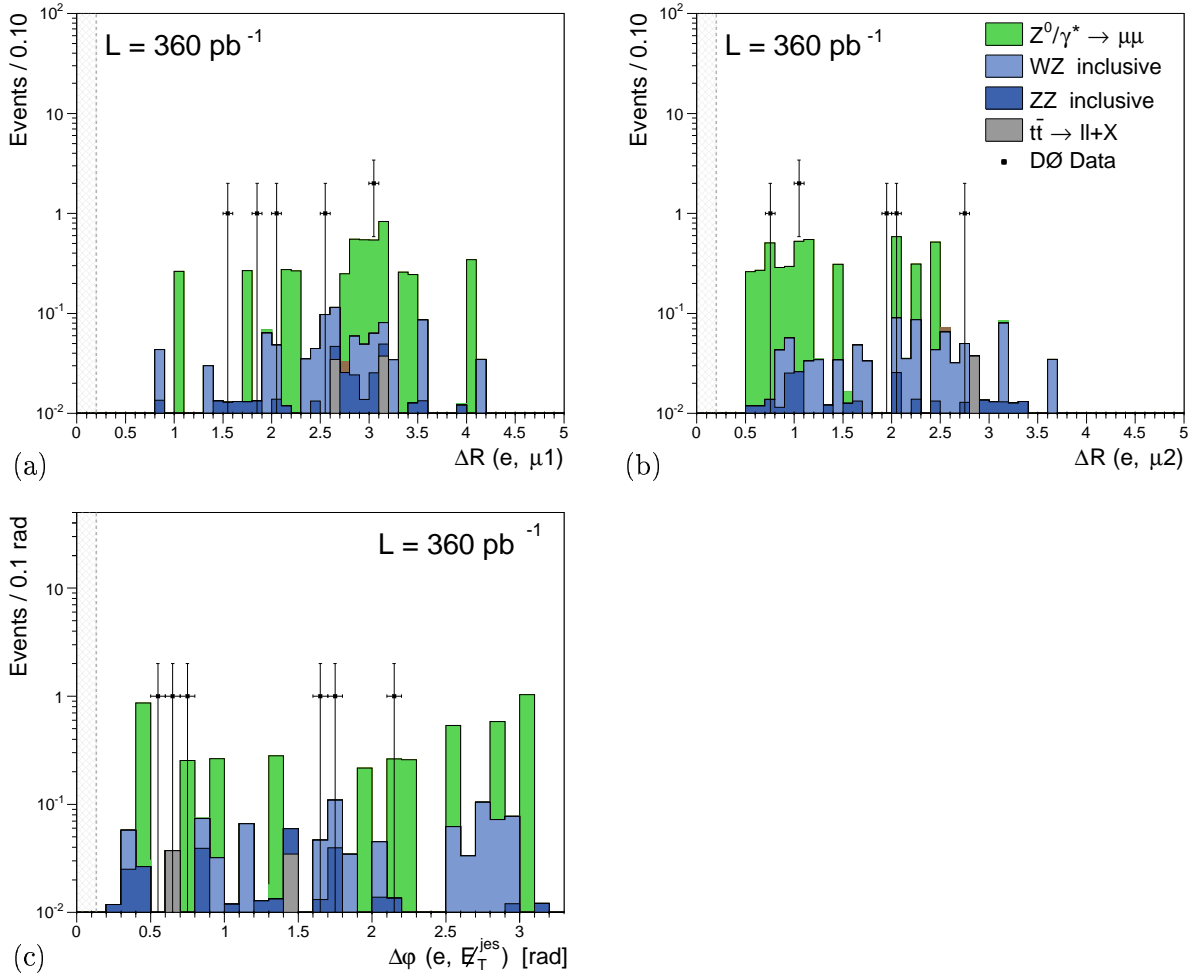 Events / 0.10
10²
10
1
10⁻¹
10⁻²
L = 360 pb⁻¹
0 0.5 1 1.5 2 2.5 3 3.5 4 4.5 5
ΔR (e, μ1)
(a)
Events / 0.10
10²
10
1
10⁻¹
10⁻²
L = 360 pb⁻¹
Z⁰/γ* → μμ
WZ inclusive
ZZ inclusive
tt̄ → ll+X
DØ Data
0 0.5 1 1.5 2 2.5 3 3.5 4 4.5 5
ΔR (e, μ2)
(b)
Events / 0.1 rad
10
1
10⁻¹
10⁻²
L = 360 pb⁻¹
0 0.5 1 1.5 2 2.5 3
Δφ (e, E̸_T^jes) [rad]
(c)